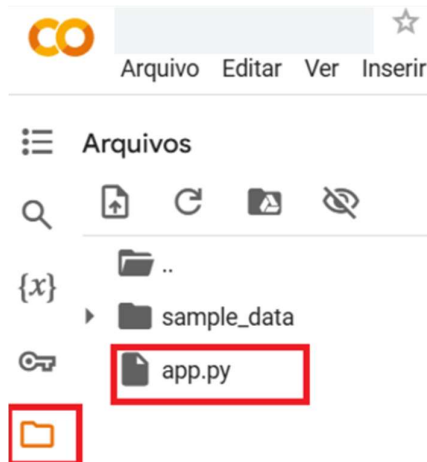 CO
Arquivo Editar Ver Inserir
Arquivos
{x}
..
sample_data
app.py